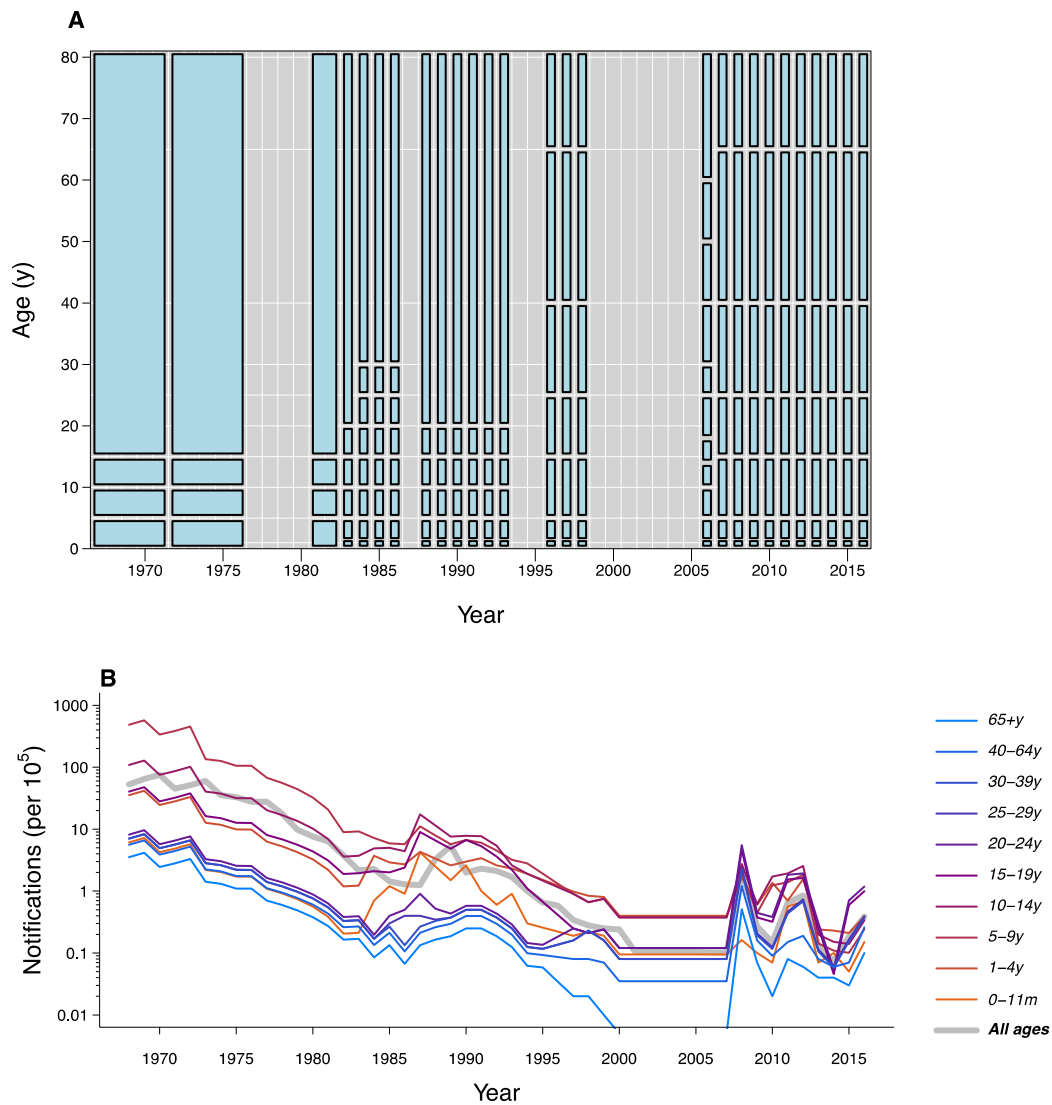 A
80
70
60
50
40
30
20
10
0
Age (y)
1970 1975 1980 1985 1990 1995 2000 2005 2010 2015
Year
B
1000
100
10
1
0.1
0.01
Notifications (per 10⁵)
1970 1975 1980 1985 1990 1995 2000 2005 2010 2015
Year
65+y
40–64y
30–39y
25–29y
20–24y
15–19y
10–14y
5–9y
1–4y
0–11m
All ages